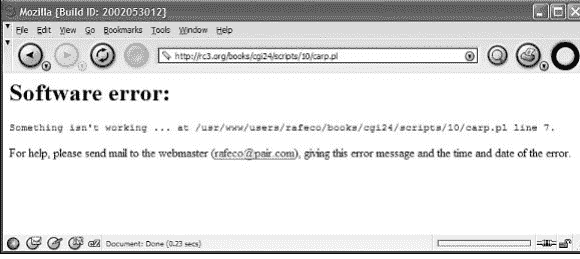 Mozilla [Build ID: 2002053012]
File Edit View Go Bookmarks Tools Window Help
http://rc3.org/books/cgi24/scripts/10/carp.pl
Software error:
Something isn't working ... at /usr/www/users/rafeco/books/cgi24/scripts/10/carp.pl line 7.
For help, please send mail to the webmaster (rafeco@pair.com), giving this error message and the time and date of the error.
Document: Done (0.23 secs)